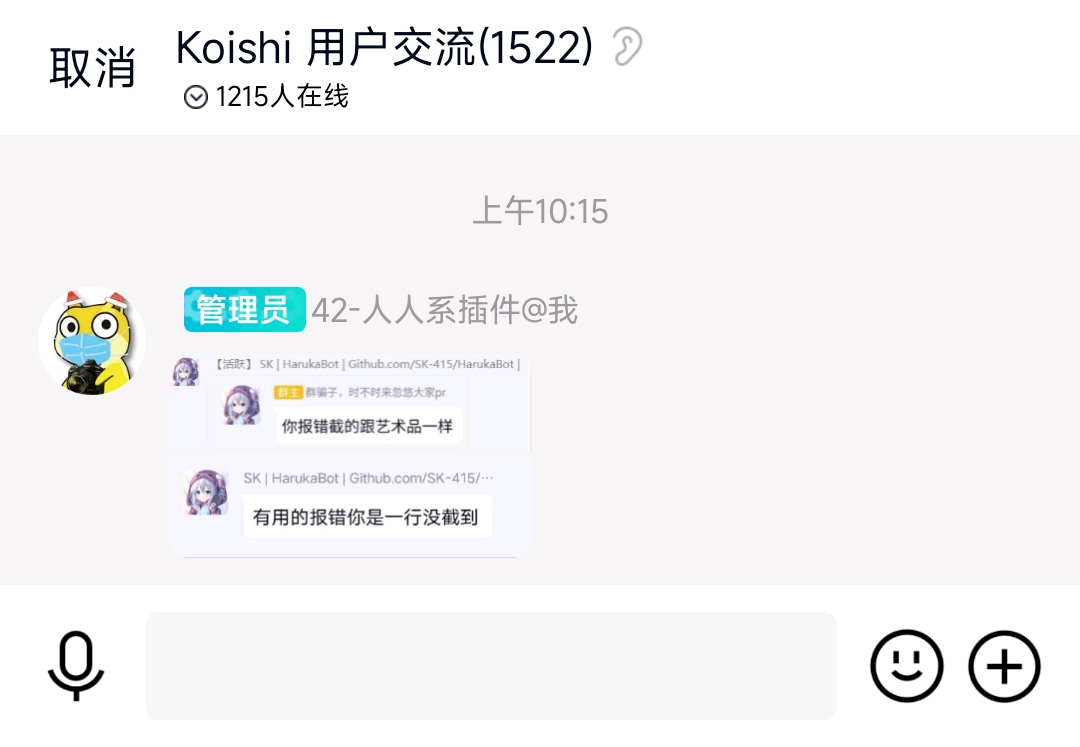 取消
Koishi 用户交流(1522)
1215人在线
上午10:15
管理员 42-人人系插件@我
【活跃】 SK | HarukaBot | Github.com/SK-415/HarukaBot |
群主 群骗子，时不时来忽悠大家pr
你报错截的跟艺术品一样
SK | HarukaBot | Github.com/SK-415/···
有用的报错你是一行没截到